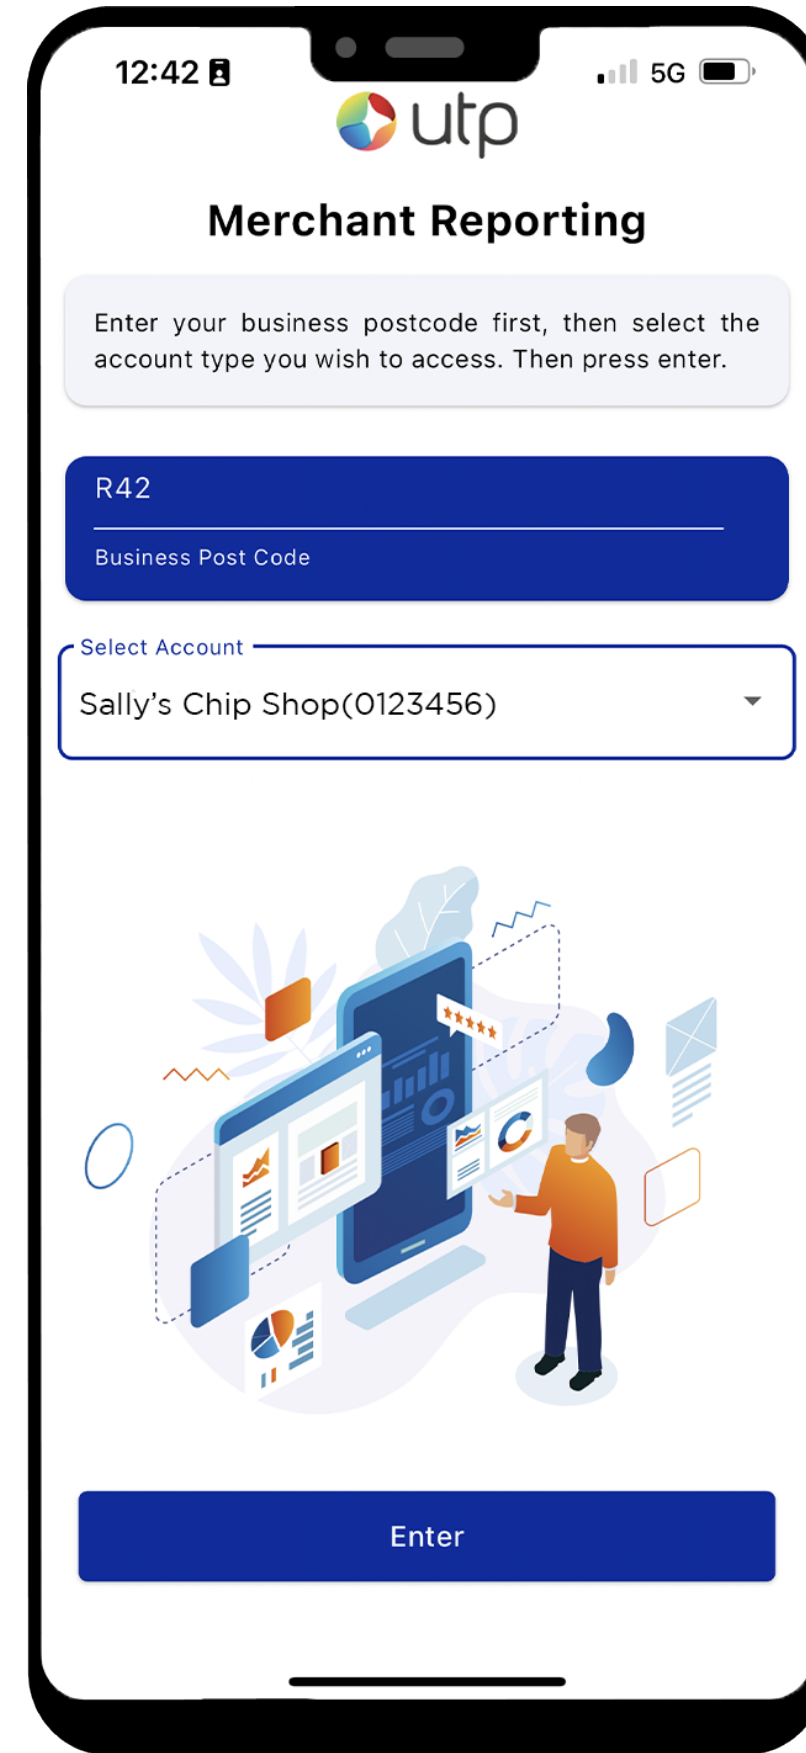 12:42
5G
utp
Merchant Reporting
Enter your business postcode first, then select the
account type you wish to access. Then press enter.
R42
Business Post Code
Select Account
Sally’s Chip Shop(0123456)
Enter